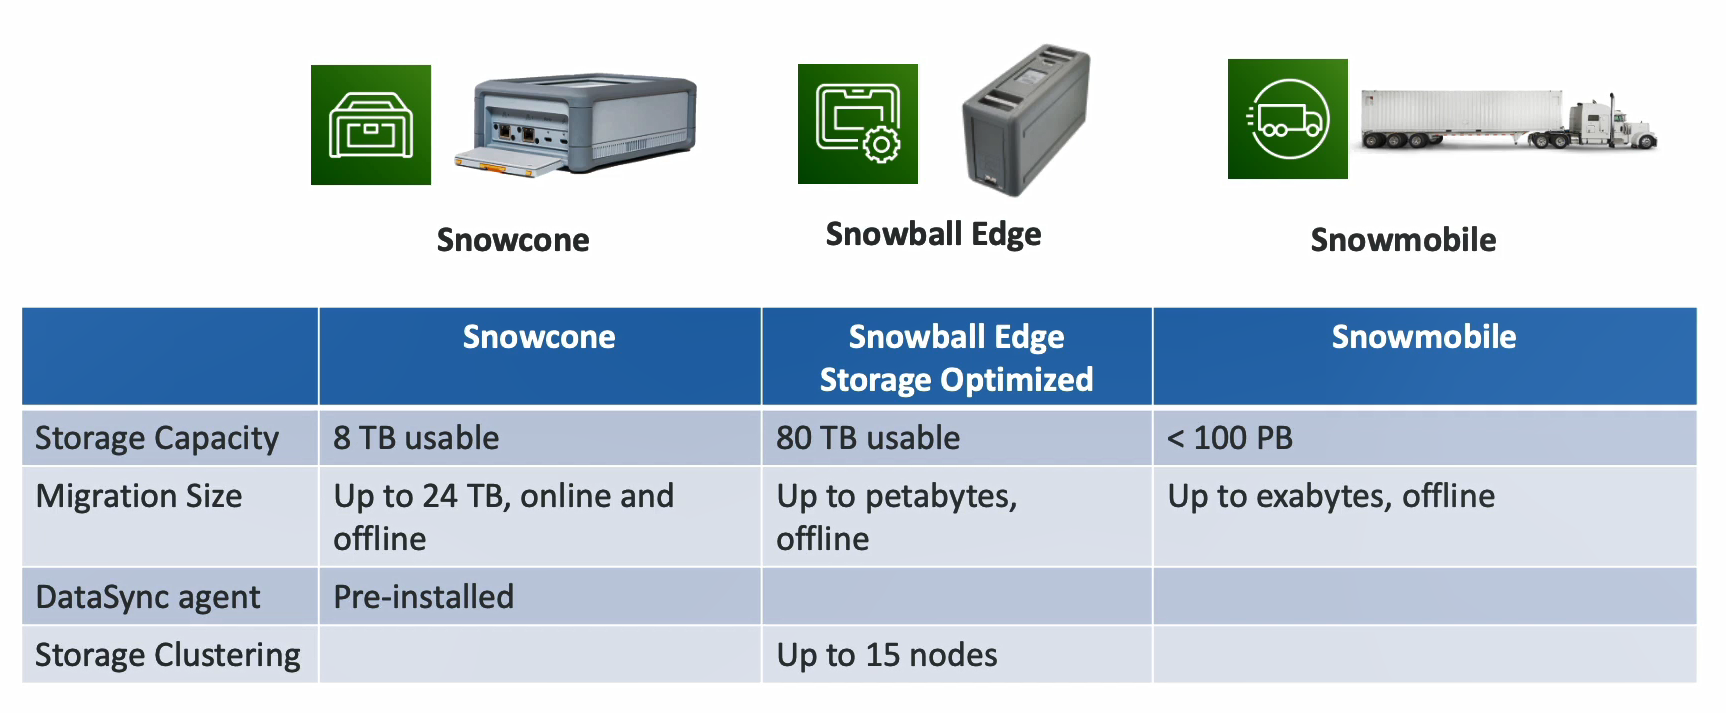 Snowcone
Snowball Edge
Snowmobile
Snowcone
Snowball Edge
Storage Optimized
Snowmobile
Storage Capacity
8 TB usable
80 TB usable
< 100 PB
Migration Size
Up to 24 TB, online and
offline
Up to petabytes,
offline
Up to exabytes, offline
DataSync agent
Pre-installed
Storage Clustering
Up to 15 nodes